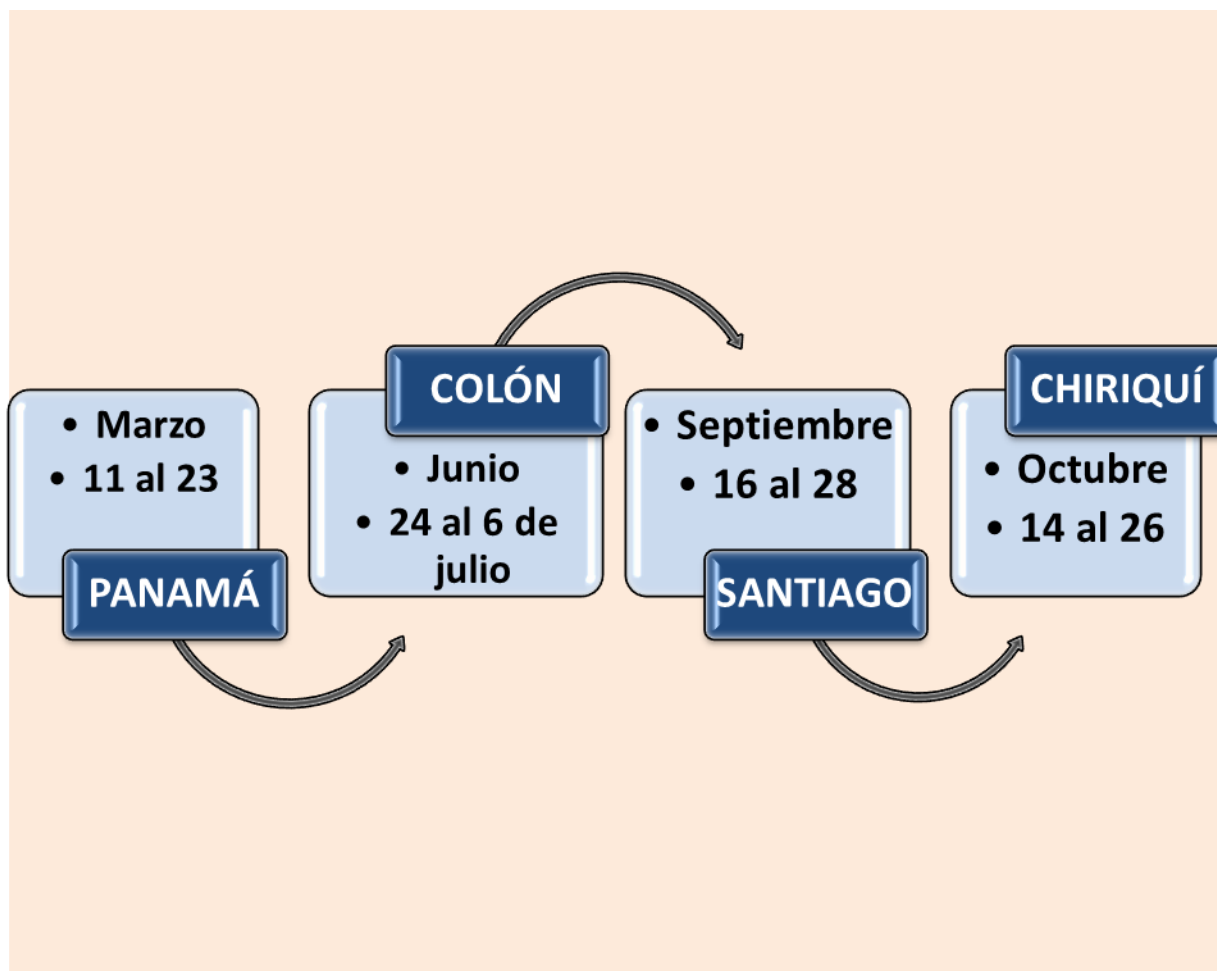 • Marzo
• 11 al 23
PANAMÁ
COLÓN
• Junio
• 24 al 6 de
julio
• Septiembre
• 16 al 28
SANTIAGO
CHIRIQUÍ
• Octubre
• 14 al 26